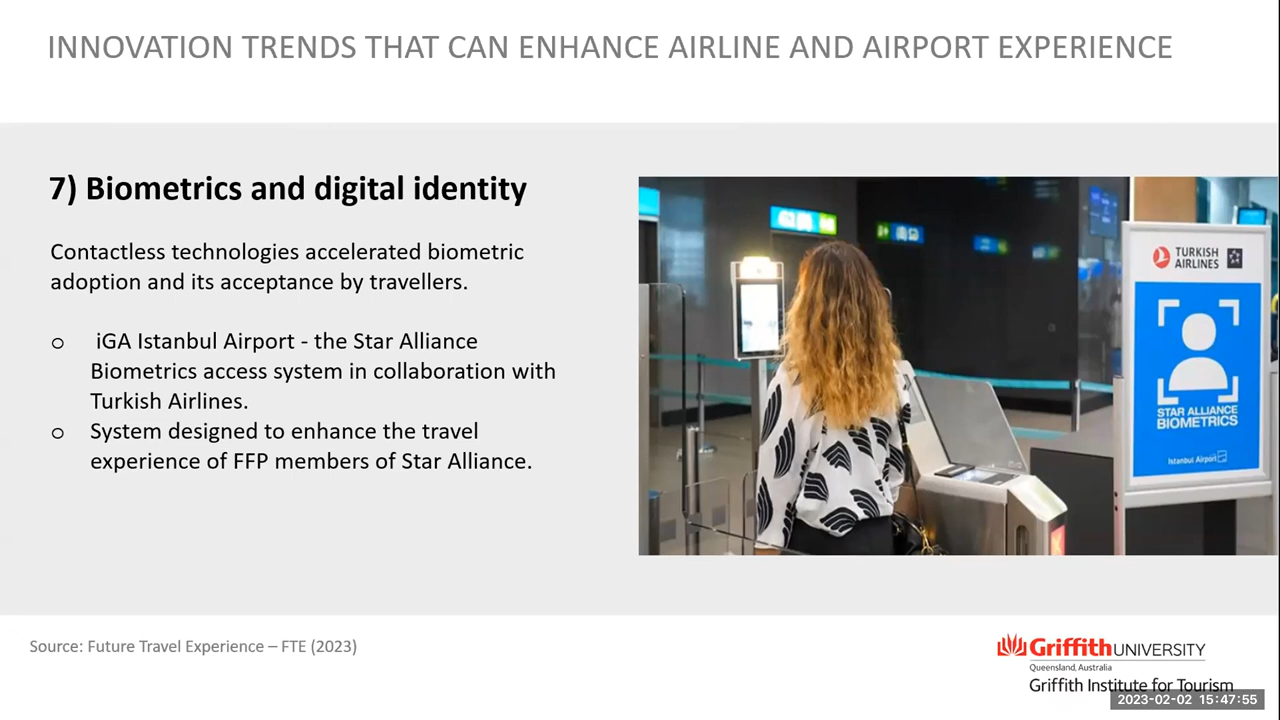 INNOVATION TRENDS THAT CAN ENHANCE AIRLINE AND AIRPORT EXPERIENCE
7) Biometrics and digital identity
Contactless technologies accelerated biometric
adoption and its acceptance by travellers.
o iGA Istanbul Airport - the Star Alliance
Biometrics access system in collaboration with
Turkish Airlines.
o System designed to enhance the travel
experience of FFP members of Star Alliance.
TURKISH
AIRLINES
STAR ALLIANCE
BIOMETRICS
Istanbul Airport
Source: Future Travel Experience – FTE (2023)
Griffith UNIVERSITY
Queensland, Australia
Griffith Institute for Tourism
2023-02-02 15:47:55